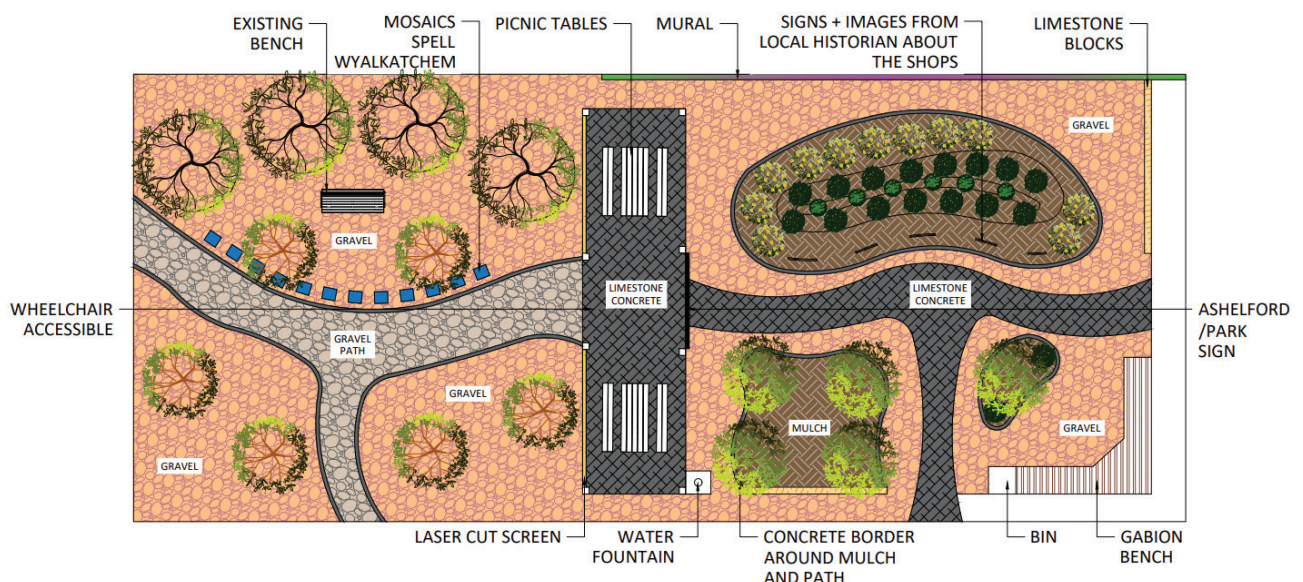 EXISTING
BENCH
MOSAICS
SPELL
WYALKATCHEM
PICNIC TABLES
MURAL
SIGNS + IMAGES FROM
LOCAL HISTORIAN ABOUT
THE SHOPS
LIMESTONE
BLOCKS
GRAVEL
GRAVEL
LIMESTONE
CONCRETE
LIMESTONE
CONCRETE
WHEELCHAIR
ACCESSIBLE
ASHELFORD
/PARK
SIGN
GRAVEL
PATH
GRAVEL
MULCH
GRAVEL
GRAVEL
LASER CUT SCREEN
WATER
FOUNTAIN
CONCRETE BORDER
AROUND MULCH
AND PATH
BIN
GABION
BENCH